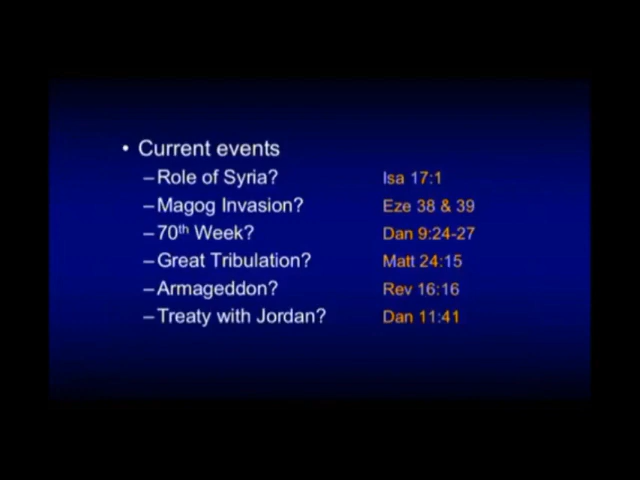 • Current events
–Role of Syria? Isa 17:1
–Magog Invasion? Eze 38 & 39
–70th Week? Dan 9:24-27
–Great Tribulation? Matt 24:15
–Armageddon? Rev 16:16
–Treaty with Jordan? Dan 11:41